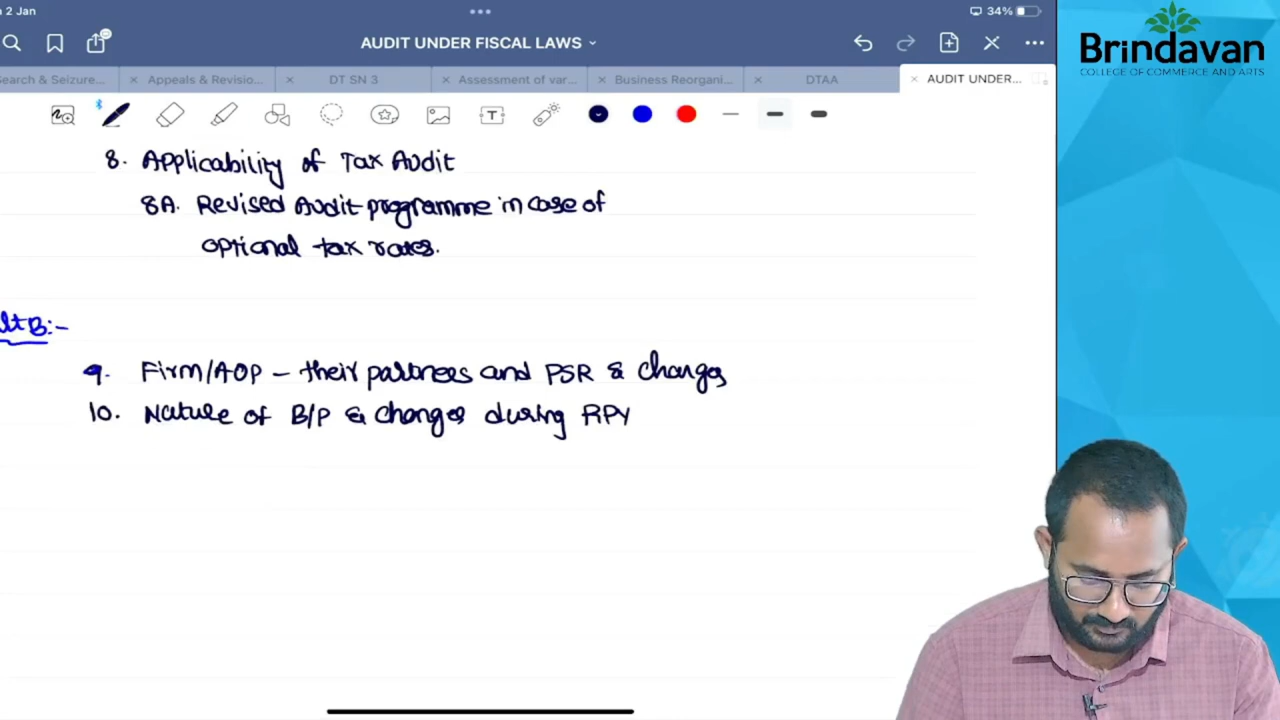 n 2 Jan
34%
AUDIT UNDER FISCAL LAWS
Brindavan
COLLEGE OF COMMERCE AND ARTS
earch & Seizure...
Appeals & Revisio...
DT SN 3
Assessment of var...
Business Reorgani...
DTAA
AUDIT UNDER...
8. Applicability of Tax Audit
8A. Revised Audit programme in case of
optional tax rates.
lt B:-
9. Firm/AOP – their partners and PSR & changes
10. Nature of B/P & changes during RPY